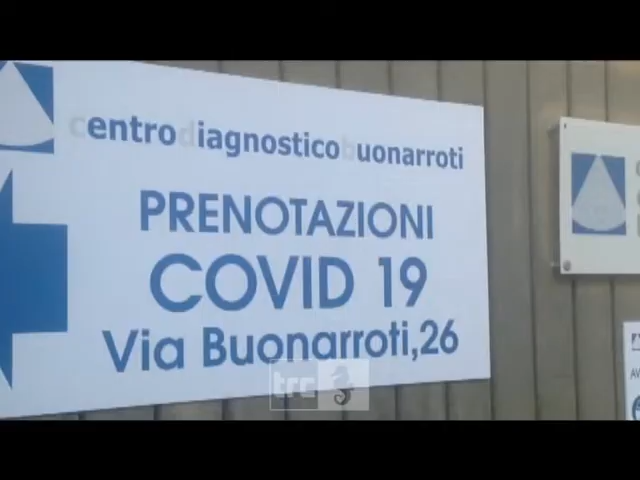 centrodiagnosticobuonarroti
PRENOTAZIONI
COVID 19
Via Buonarroti,26
trc